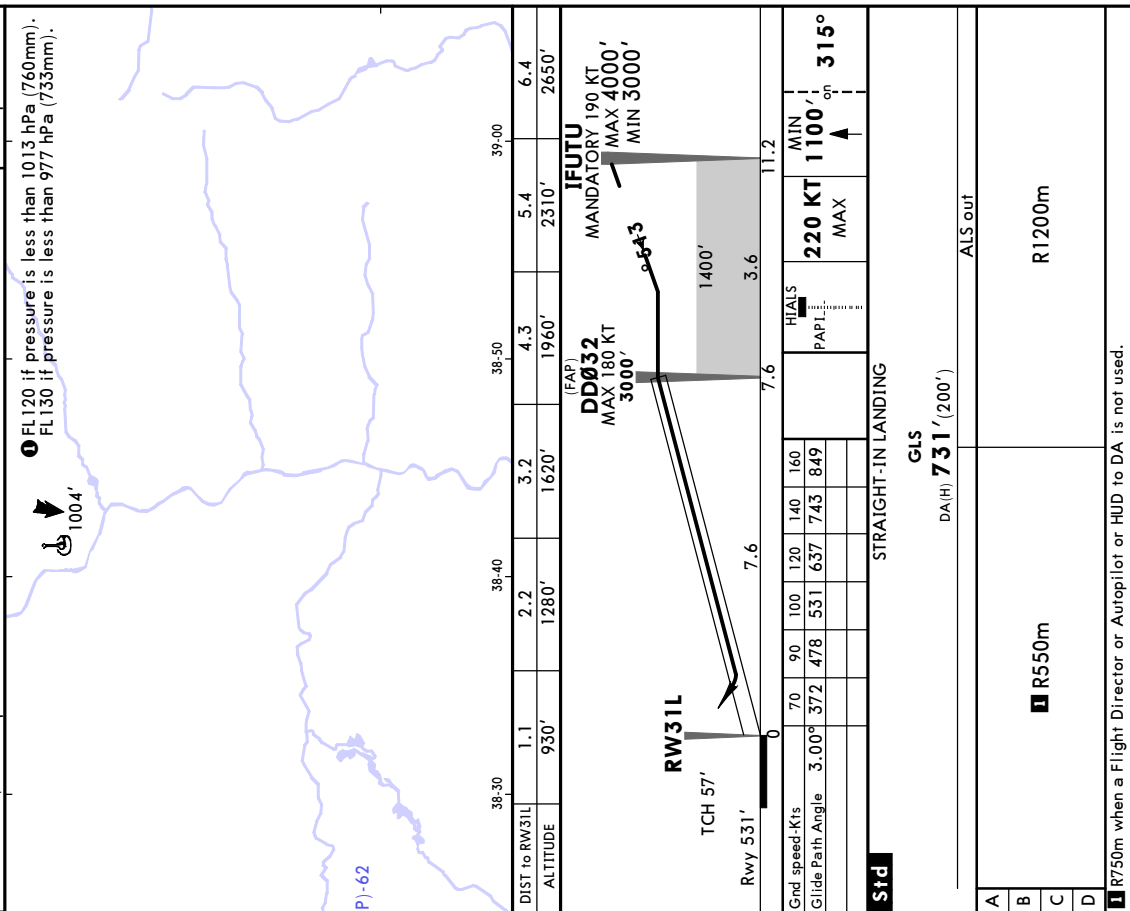 ❶ FL120 if pressure is less than 1013 hPa (760mm).
FL130 if pressure is less than 977 hPa (733mm).
1004'
P)-62
38-30
38-40
38-50
39-00
DIST to RW31L 1.1 2.2 3.2 4.3 5.4 6.4
ALTITUDE 930' 1280' 1620' 1960' 2310' 2650'
IFUTU
MANDATORY 190 KT
MAX 4000'
MIN 3000'
(FAP)
DDØ32
MAX 180 KT
3000'
1400'
RW31L
TCH 57'
Rwy 531'
7.6 3.6
0 7.6 11.2
Gnd speed-Kts 70 90 100 120 140 160
Glide Path Angle 3.00° 372 478 531 637 743 849
HIALS
PAPI
220 KT
MAX
MIN
1100'
on 315°
Std
STRAIGHT-IN LANDING
GLS
DA(H) 731' (200')
ALS out
A
B
C
D
1 R550m
R1200m
1 R750m when a Flight Director or Autopilot or HUD to DA is not used.